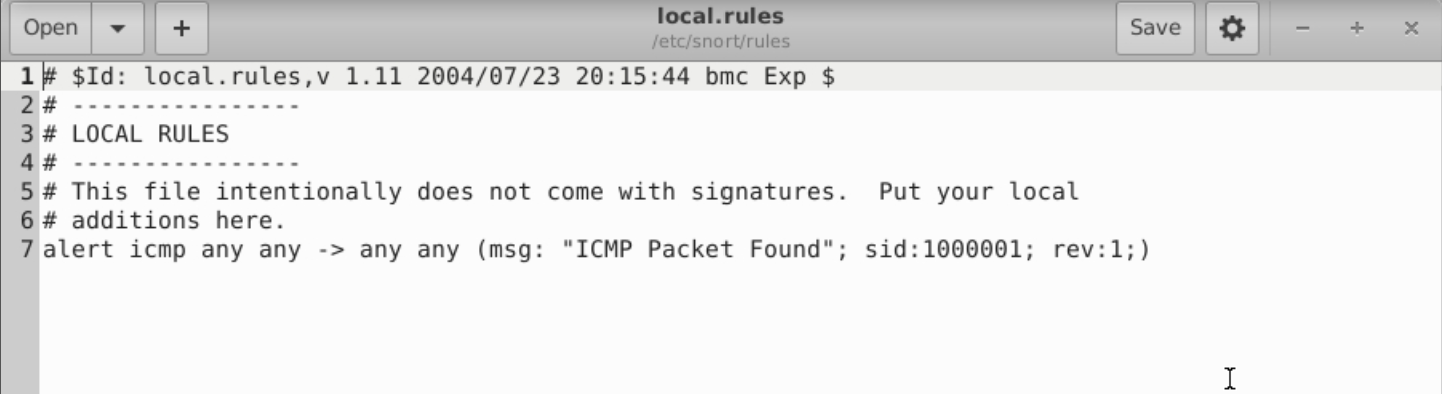 Open + local.rules Save
/etc/snort/rules
1 # $Id: local.rules,v 1.11 2004/07/23 20:15:44 bmc Exp $
2 # ----------------
3 # LOCAL RULES
4 # ----------------
5 # This file intentionally does not come with signatures.  Put your local
6 # additions here.
7 alert icmp any any -> any any (msg: "ICMP Packet Found"; sid:1000001; rev:1;)